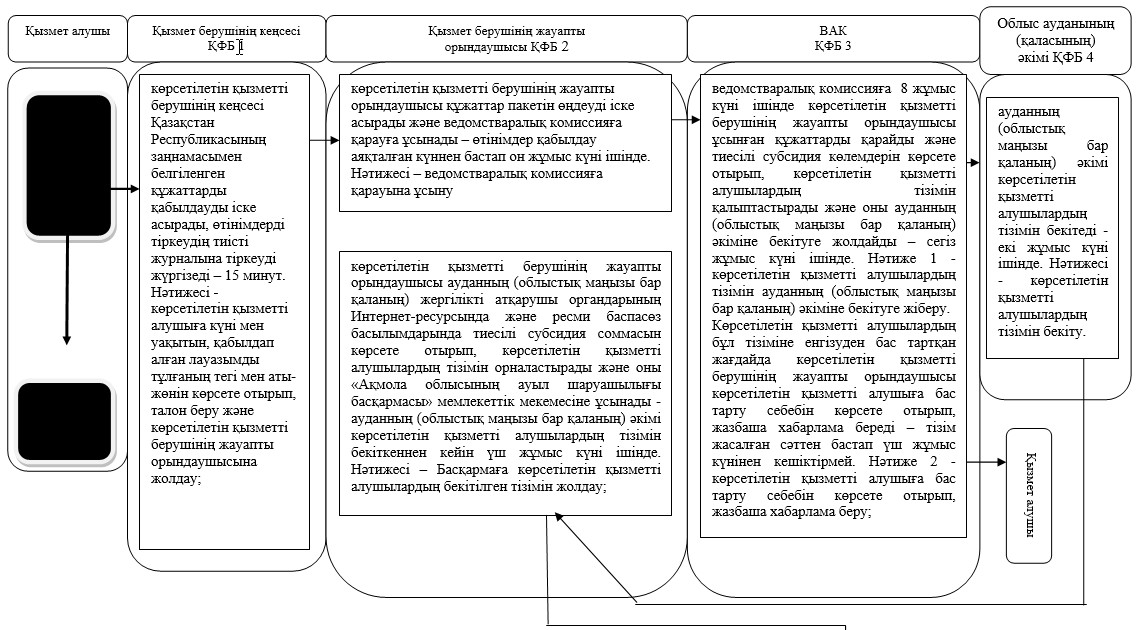 Қызмет алушы
Қызмет берушінің кеңсесі
ҚФБ 1
Қызмет берушінің жауапты
орындаушысы ҚФБ 2
ВАК
ҚФБ 3
Облыс ауданының
(қаласының)
әкімі ҚФБ 4
көрсетілетін қызметті
берушінің кеңсесі
Қазақстан
Республикасының
заңнамасымен
белгіленген
құжаттарды
қабылдауды іске
асырады, өтінімдерді
тіркеудің тиісті
журналына тіркеуді
жүргізеді – 15 минут.
Нәтижесі -
көрсетілетін қызметті
алушыға күні мен
уақытын, қабылдап
алған лауазымды
тұлғаның тегі мен аты-
жөнін көрсете отырып,
талон беру және
көрсетілетін қызметті
берушінің жауапты
орындаушысына
жолдау;
көрсетілетін қызметті берушінің жауапты
орындаушысы құжаттар пакетін өңдеуді іске
асырады және ведомстваралық комиссияға
қарауға ұсынады – өтінімдер қабылдау
аяқталған күннен бастап он жұмыс күні ішінде.
Нәтижесі – ведомстваралық комиссияға
қарауына ұсыну
көрсетілетін қызметті берушінің жауапты
орындаушысы ауданның (облыстық маңызы бар
қаланың) жергілікті атқарушы органдарының
Интернет-ресурсында және ресми баспасөз
басылымдарында тиесілі субсидия соммасын
көрсете отырып, көрсетілетін қызметті
алушылардың тізімін орналастырады және оны
«Ақмола облысының ауыл шаруашылығы
басқармасы» мемлекеттік мекемесіне ұсынады -
ауданның (облыстық маңызы бар қаланың) әкімі
көрсетілетін қызметті алушылардың тізімін
бекіткеннен кейін үш жұмыс күні ішінде.
Нәтижесі – Басқармаға көрсетілетін қызметті
алушылардың бекітілген тізімін жолдау;
ведомстваралық комиссияға 8 жұмыс
күні ішінде көрсетілетін қызметті
берушінің жауапты орындаушысы
ұсынған құжаттарды қарайды және
тиесілі субсидия көлемдерін көрсете
отырып, көрсетілетін қызметті
алушылардың тізімін
қалыптастырады және оны ауданның
(облыстық маңызы бар қаланың)
әкіміне бекітуге жолдайды – сегіз
жұмыс күні ішінде. Нәтиже 1 -
көрсетілетін қызметті алушылардың
тізімін ауданның (облыстық маңызы
бар қаланың) әкіміне бекітуге жіберу.
Көрсетілетін қызметті алушылардың
бұл тізіміне енгізуден бас тартқан
жағдайда көрсетілетін қызметті
берушінің жауапты орындаушысы
көрсетілетін қызметті алушыға бас
тарту себебін көрсете отырып,
жазбаша хабарлама береді – тізім
жасалған сәттен бастап үш жұмыс
күнінен кешіктірмей. Нәтиже 2 -
көрсетілетін қызметті алушыға бас
тарту себебін көрсете отырып,
жазбаша хабарлама беру;
ауданның
(облыстық
маңызы бар
қаланың) әкімі
көрсетілетін
қызметті
алушылардың
тізімін бекітеді -
екі жұмыс күні
ішінде. Нәтижесі
- көрсетілетін
қызметті
алушылардың
тізімін бекіту.
Қызмет алушы